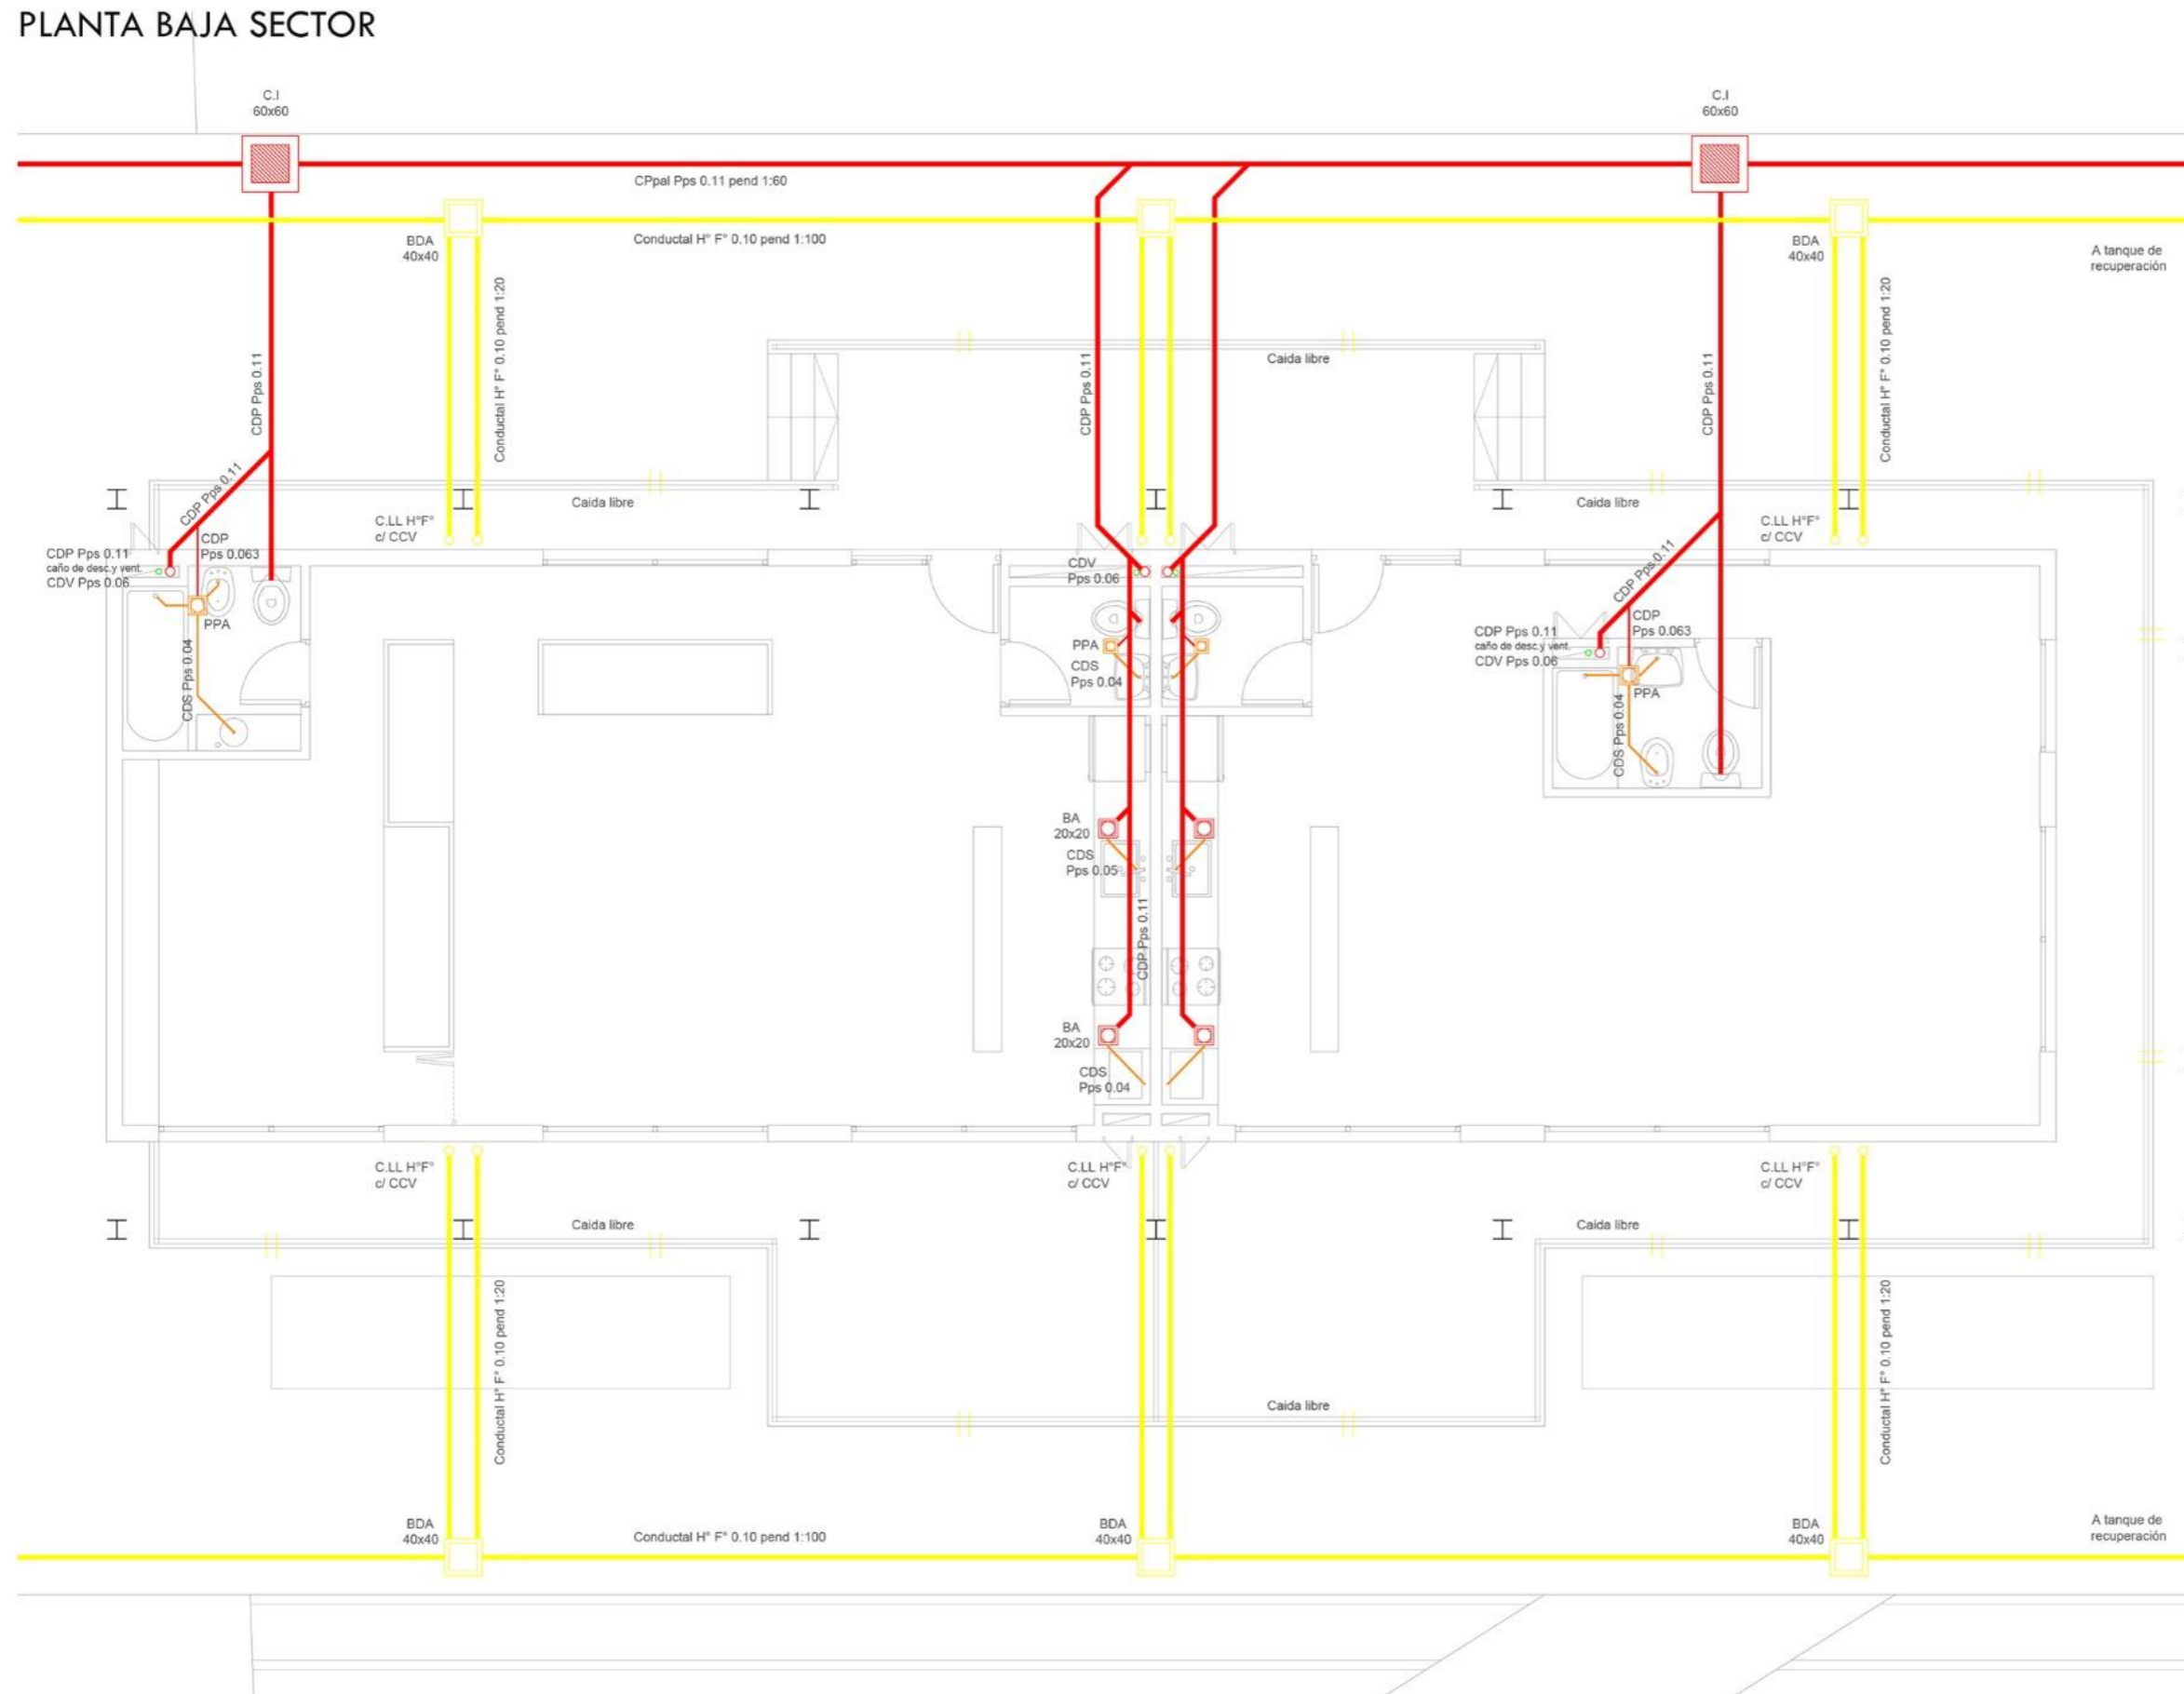 PLANTA BAJA SECTOR
C.I
60x60
C.I
60x60
CPpal Pps 0.11 pend 1:60
BDA
40x40
Conductal H° F° 0.10 pend 1:100
BDA
40x40
A tanque de
recuperación
Conductal H° F° 0.10 pend 1:20
Conductal H° F° 0.10 pend 1:20
CDP Pps 0.11
CDP Pps 0.11
CDP Pps 0.11
Caida libre
CDP Pps 0.11
Caida libre
Caida libre
C.LL H°F°
c/ CCV
C.LL H°F°
c/ CCV
CDP
Pps 0.063
CDP Pps 0.11
caño de desc.y vent.
CDV Pps 0.06
CDV
Pps 0.06
CDP Pps 0.11
CDP
Pps 0.063
PPA
CDS Pps 0.04
PPA
CDS
Pps 0.04
CDP Pps 0.11
caño de desc.y vent.
CDV Pps 0.06
PPA
CDS Pps 0.04
BA
20x20
CDS
Pps 0.05
CDP Pps 0.11
BA
20x20
CDS
Pps 0.04
C.LL H°F°
c/ CCV
C.LL H°F°
c/ CCV
C.LL H°F°
c/ CCV
Caida libre
Caida libre
Conductal H° F° 0.10 pend 1:20
Conductal H° F° 0.10 pend 1:20
Caida libre
BDA
40x40
Conductal H° F° 0.10 pend 1:100
BDA
40x40
BDA
40x40
A tanque de
recuperación